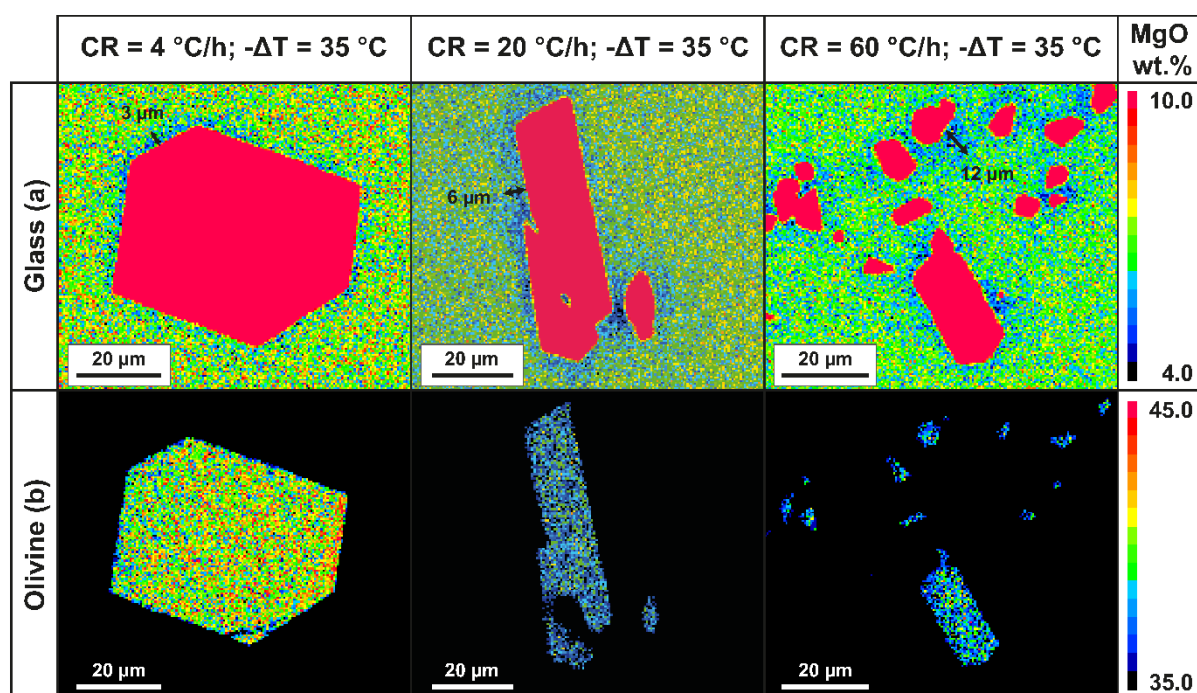 CR = 4 °C/h; -ΔT = 35 °C
CR = 20 °C/h; -ΔT = 35 °C
CR = 60 °C/h; -ΔT = 35 °C
MgO
wt.%
Glass (a)
3 µm
20 µm
6 µm
20 µm
12 µm
20 µm
10.0
4.0
Olivine (b)
20 µm
20 µm
20 µm
45.0
35.0